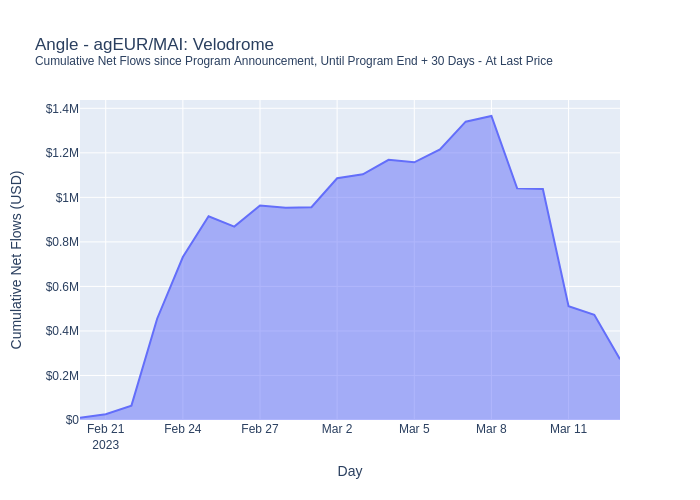 Angle - agEUR/MAI: Velodrome
Cumulative Net Flows since Program Announcement, Until Program End + 30 Days - At Last Price
$1.4M
$1.2M
$1M
$0.8M
$0.6M
$0.4M
$0.2M
$0
Cumulative Net Flows (USD)
Feb 21 Feb 24 Feb 27 Mar 2 Mar 5 Mar 8 Mar 11
2023
Day